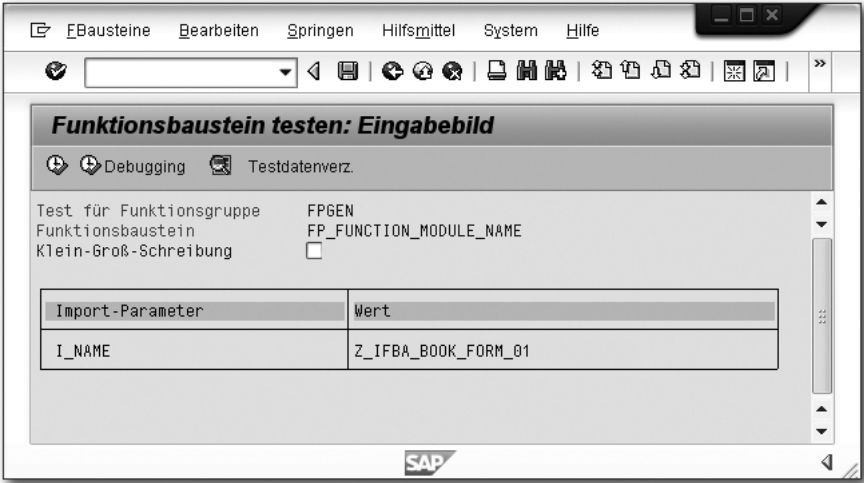 FBausteine Bearbeiten Springen Hilfsmittel System Hilfe
Funktionsbaustein testen: Eingabebild
Debugging Testdatenverz.
Test für Funktionsgruppe FPGEN
Funktionsbaustein FP_FUNCTION_MODULE_NAME
Klein-Groß-Schreibung
Import-Parameter Wert
I_NAME Z_IFBA_BOOK_FORM_01
SAP